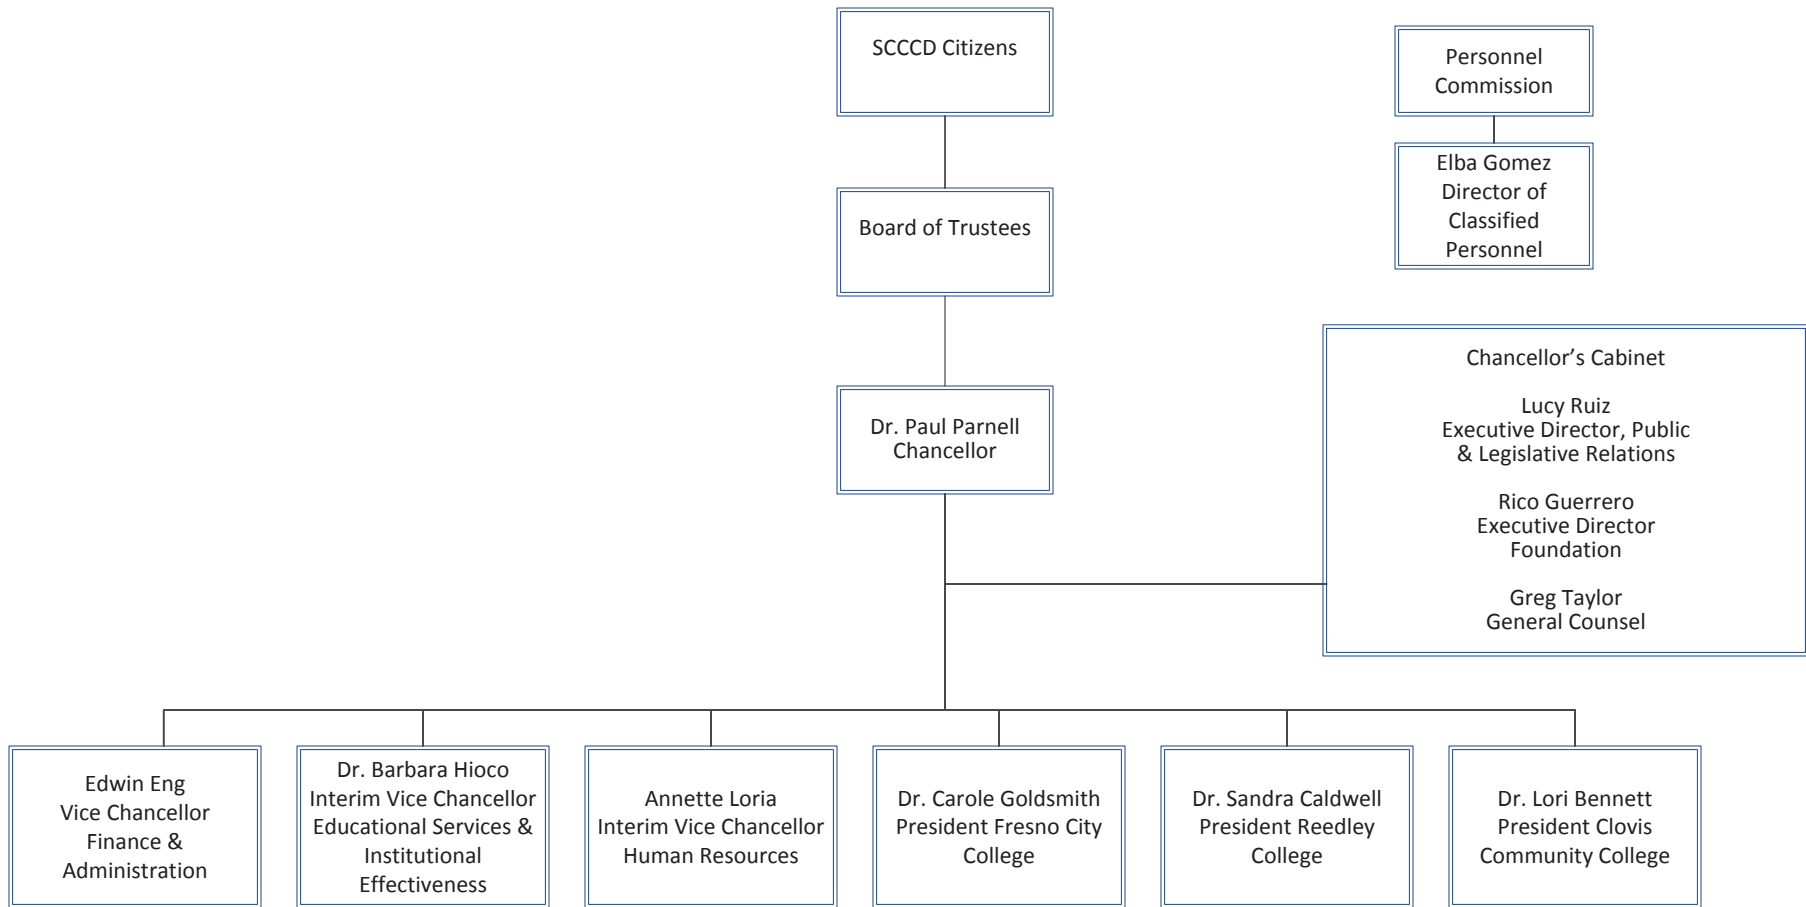 SCCCD Citizens
Personnel
Commission
Elba Gomez
Director of
Classified
Personnel
Board of Trustees
Chancellor’s Cabinet
Lucy Ruiz
Executive Director, Public
& Legislative Relations
Rico Guerrero
Executive Director
Foundation
Greg Taylor
General Counsel
Dr. Paul Parnell
Chancellor
Edwin Eng
Vice Chancellor
Finance &
Administration
Dr. Barbara Hioco
Interim Vice Chancellor
Educational Services &
Institutional
Effectiveness
Annette Loria
Interim Vice Chancellor
Human Resources
Dr. Carole Goldsmith
President Fresno City
College
Dr. Sandra Caldwell
President Reedley
College
Dr. Lori Bennett
President Clovis
Community College